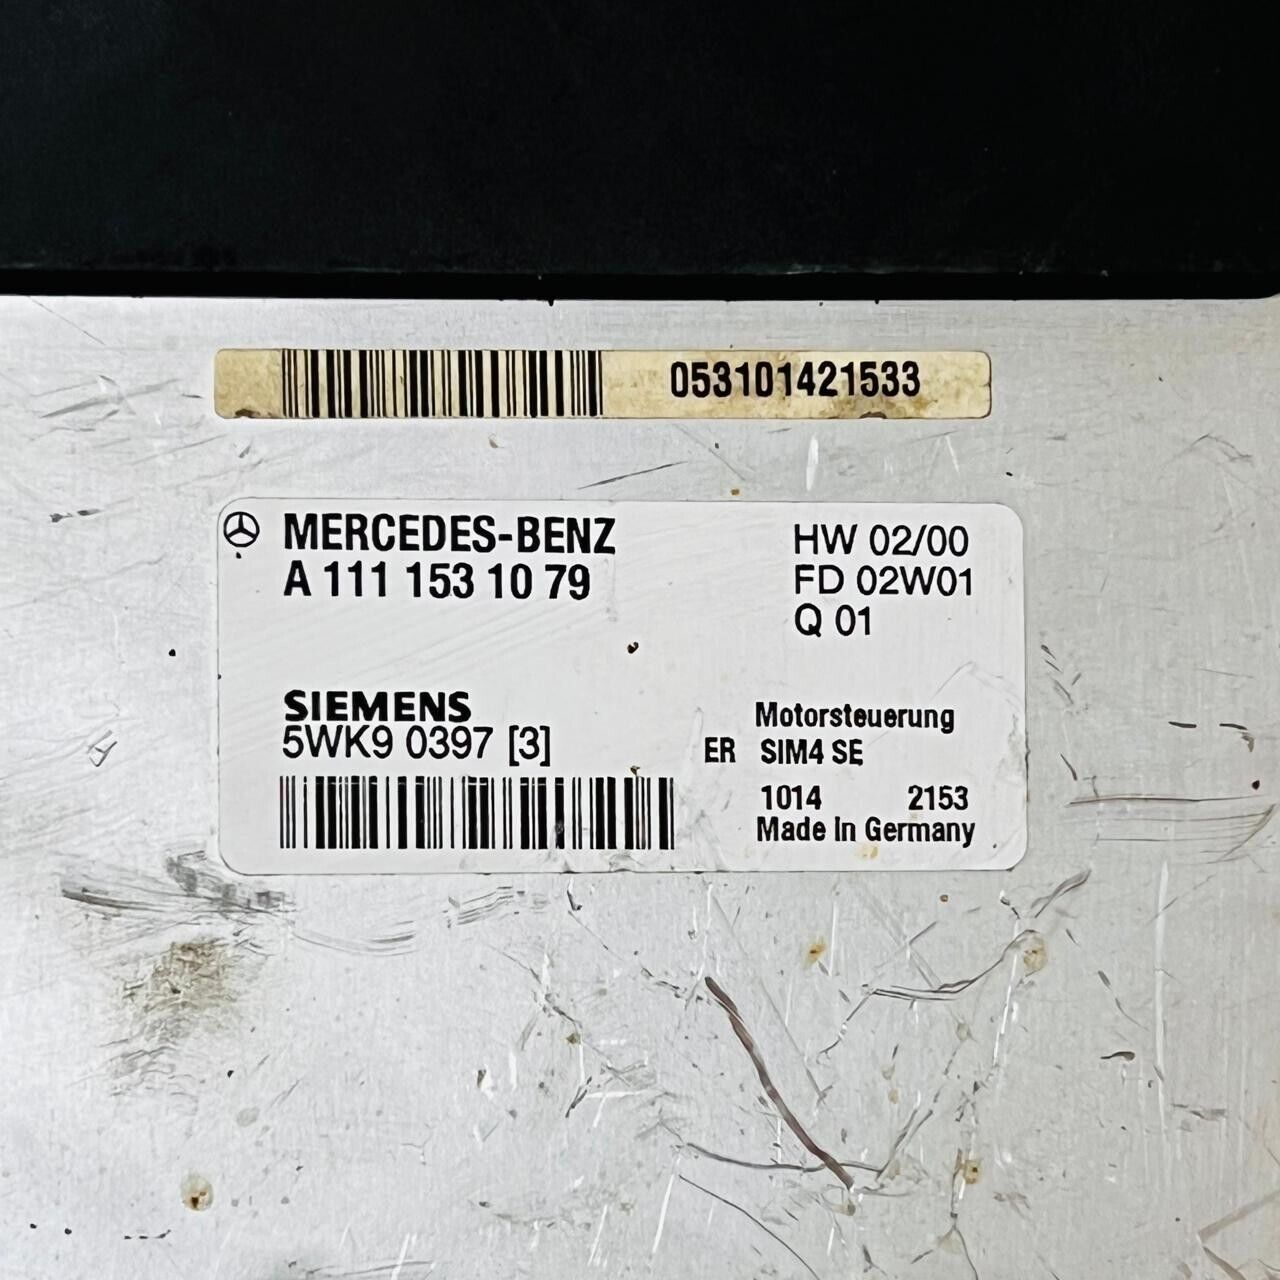 053101421533
MERCEDES-BENZ
A 111 153 10 79
HW 02/00
FD 02W01
Q 01
SIEMENS
5WK9 0397 [3]
Motorsteuerung
ER SIM4 SE
1014 2153
Made in Germany